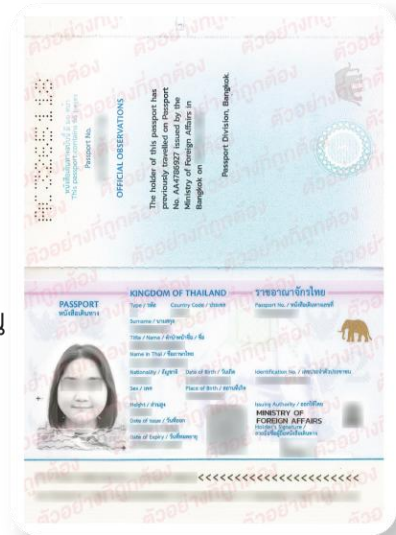 This passport contains
Passport No.
OFFICIAL OBSERVATIONS
The holder of this passport has
previously travelled on Passport
No. AA4780927 issued by the
Ministry of Foreign Affairs in
Bangkok on
Passport Division, Bangkok.
ญ
PASSPORT
หนังสือเดินทาง
KINGDOM OF THAILAND
ราชอาณาจักรไทย
Type / รหัส
Country Code / ประเทศ
Passport No. / หนังสือเดินทางเลขที่
Surname / นามสกุล
Title / Name / คำนำหน้าชื่อ / ชื่อ
Name in Thai / ชื่อภาษาไทย
Nationality / สัญชาติ
Date of Birth / วันเกิด
Identification No. / เลขประจำตัวประชาชน
Sex / เพศ
Place of Birth / สถานที่เกิด
Height / ส่วนสูง
Issuing Authority / ออกให้โดย
MINISTRY OF
FOREIGN AFFAIRS
Date of Issue / วันที่ออก
Holder's Signature /
Date of Expiry / วันที่หมดอายุ
<<<<<<<<<<<<<<<<<<<<<<<
ตัวอย่างที่ถูกต้อง